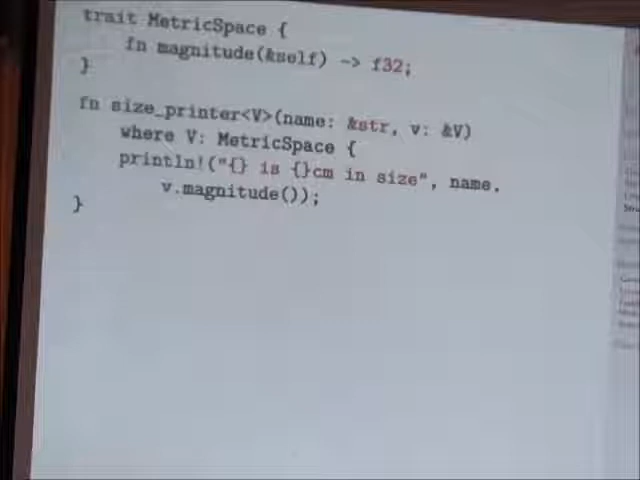 trait MetricSpace {
fn magnitude(&self) -> f32;
}
fn size_printer<V>(name: &str, v: &V)
where V: MetricSpace {
println!("{} is {}cm in size", name,
v.magnitude());
}